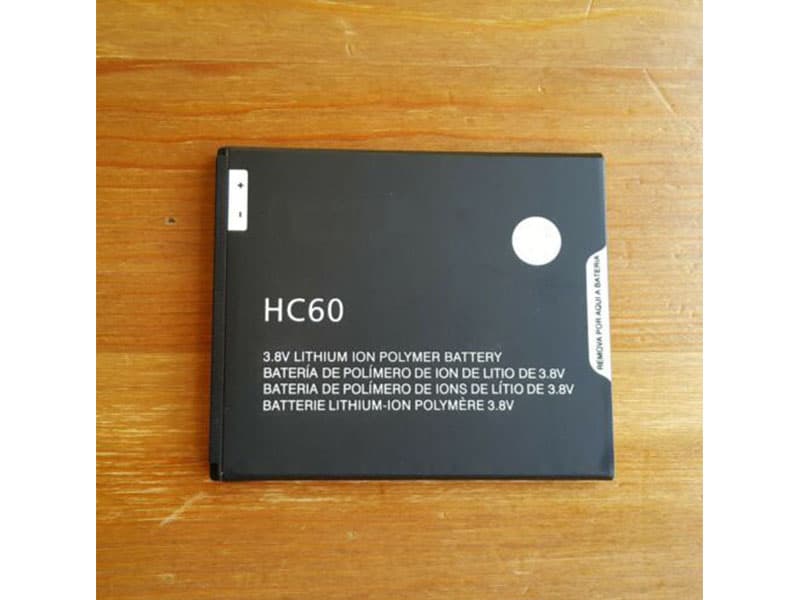 +
-
HC60
3.8V LITHIUM ION POLYMER BATTERY
BATERÍA DE POLÍMERO DE ION DE LITIO DE 3.8V
BATERIA DE POLÍMERO DE IONS DE LÍTIO DE 3.8V
BATTERIE LITHIUM-ION POLYMÈRE 3.8V
REMOVA POR AQUI A BATERIA